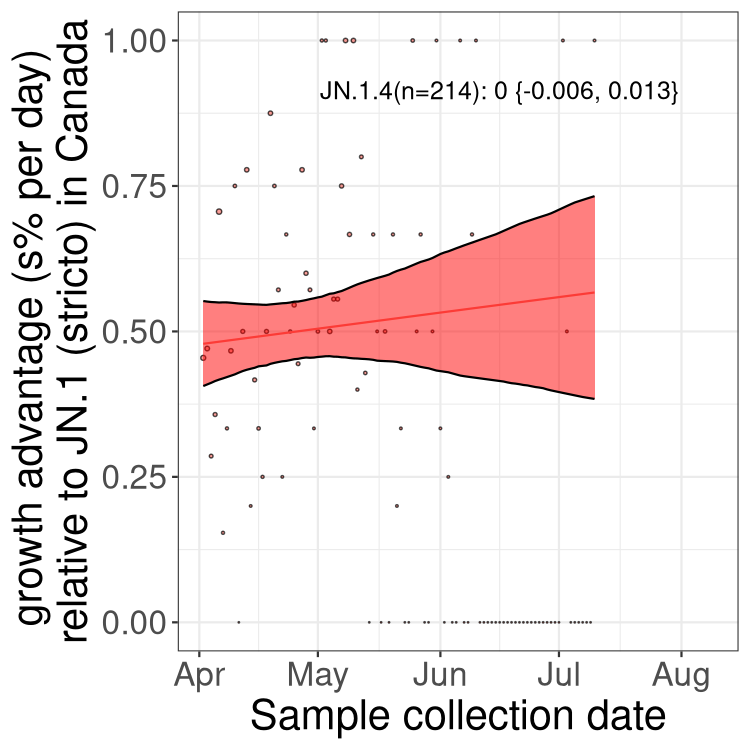 growth advantage (s% per day)
relative to JN.1 (stricto) in Canada
1.00
0.75
0.50
0.25
0.00
JN.1.4(n=214): 0 {-0.006, 0.013}
Apr May Jun Jul Aug
Sample collection date